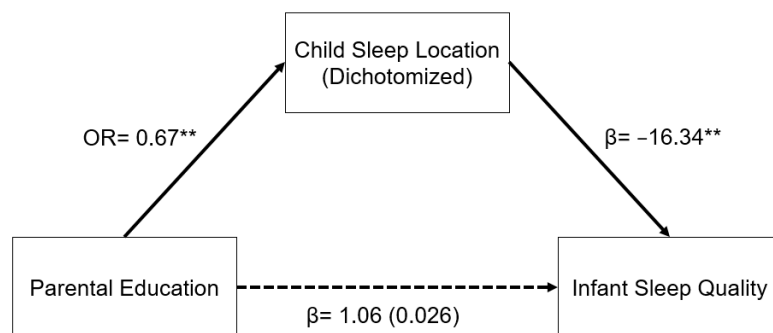 Child Sleep Location
(Dichotomized)
OR= 0.67**
β= −16.34**
Parental Education
Infant Sleep Quality
β= 1.06 (0.026)